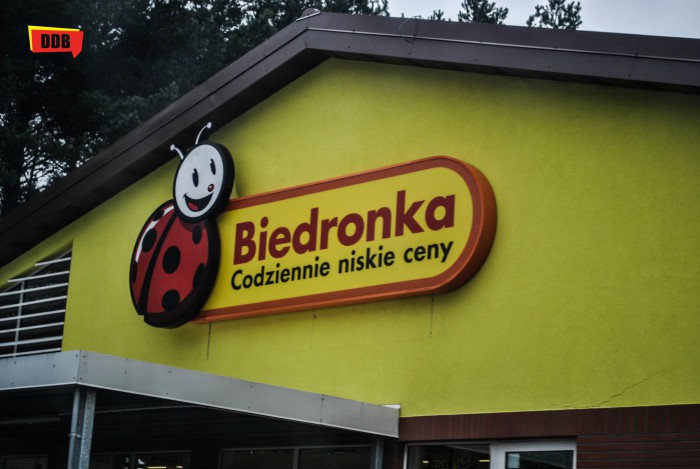 DDB
Biedronka
Codziennie niskie ceny